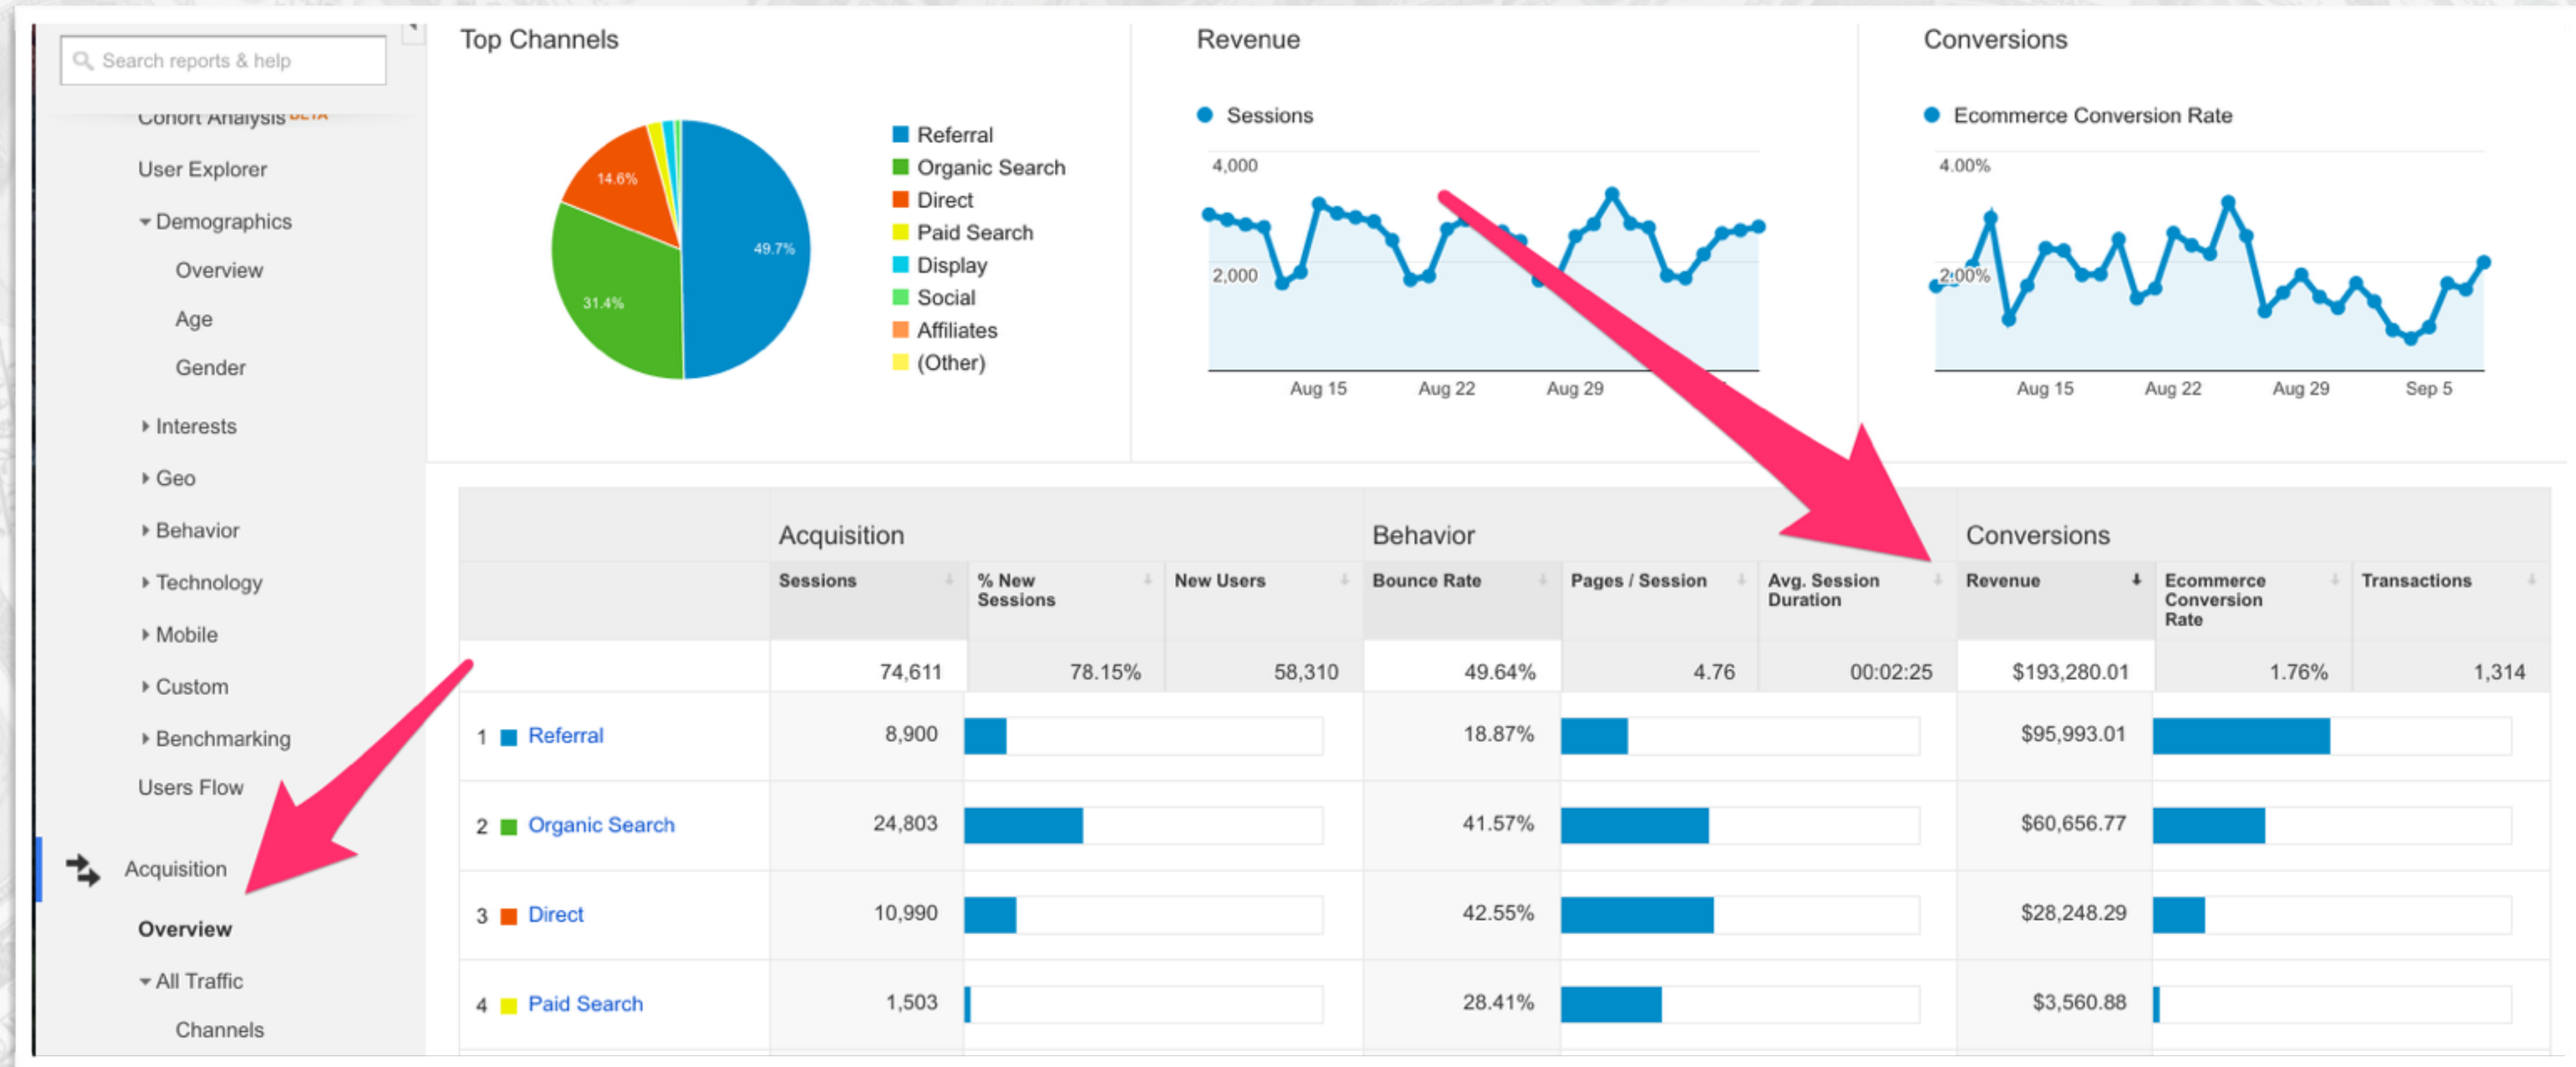 Search reports & help
Cohort Analysis BETA
User Explorer
Demographics
Overview
Age
Gender
Interests
Geo
Behavior
Technology
Mobile
Custom
Benchmarking
Users Flow
Acquisition
Overview
All Traffic
Channels
Top Channels
49.7%
31.4%
14.6%
Referral
Organic Search
Direct
Paid Search
Display
Social
Affiliates
(Other)
Revenue
Sessions
4,000
2,000
Aug 15 Aug 22 Aug 29
Conversions
Ecommerce Conversion Rate
4.00%
2.00%
Aug 15 Aug 22 Aug 29 Sep 5
Acquisition Behavior Conversions
Sessions
% New
Sessions
New Users
Bounce Rate
Pages / Session
Avg. Session
Duration
Revenue
Ecommerce
Conversion
Rate
Transactions
74,611 78.15% 58,310 49.64% 4.76 00:02:25 $193,280.01 1.76% 1,314
1 Referral 8,900 18.87% $95,993.01
2 Organic Search 24,803 41.57% $60,656.77
3 Direct 10,990 42.55% $28,248.29
4 Paid Search 1,503 28.41% $3,560.88